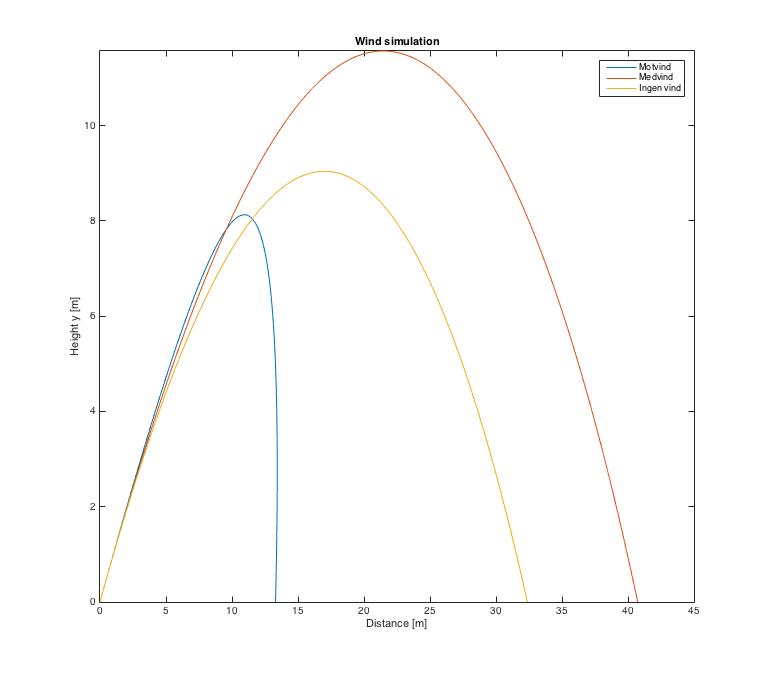 Wind simulation
Motvind
Medvind
Ingen vind
Height y [m]
10
8
6
4
2
0
0 5 10 15 20 25 30 35 40 45
Distance [m]